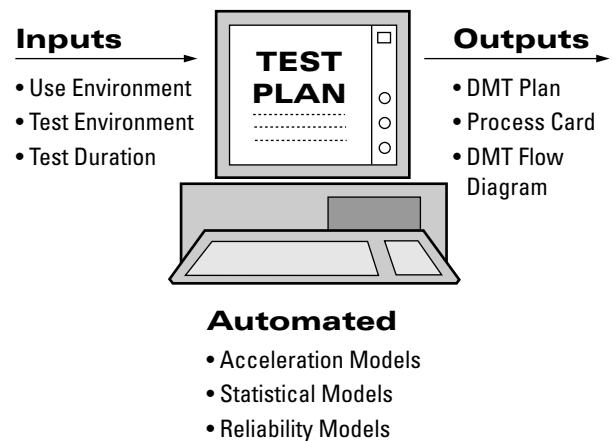 Inputs
• Use Environment
• Test Environment
• Test Duration
TEST
PLAN
Outputs
• DMT Plan
• Process Card
• DMT Flow
Diagram
Automated
• Acceleration Models
• Statistical Models
• Reliability Models